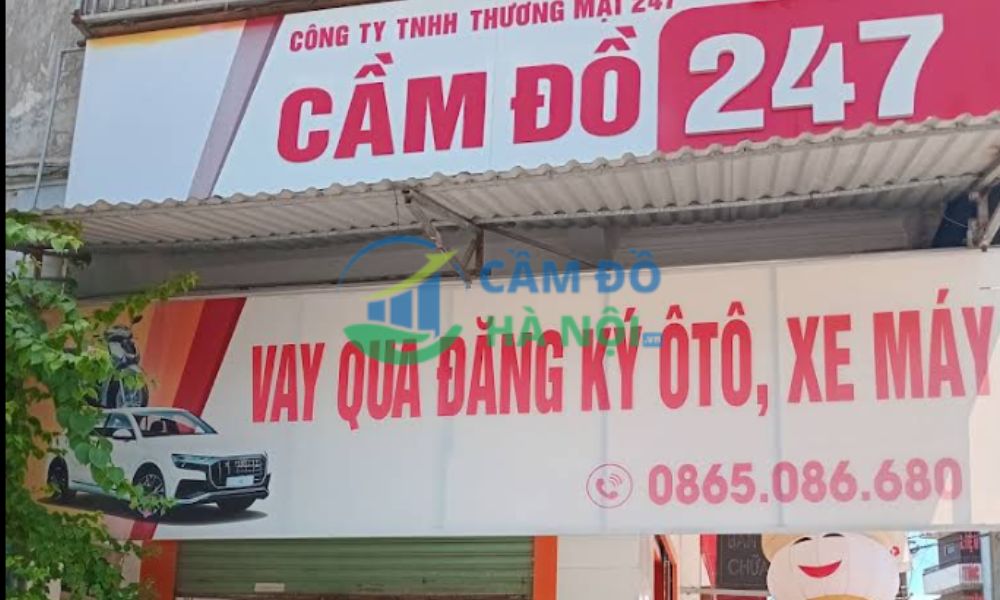 CÔNG TY TNHH THƯƠNG MẠI 247
CẦM ĐỒ 247
CẦM ĐỒ
HÀ NỘI.vn
VAY QUA ĐĂNG KÝ ÔTÔ, XE MÁY
0865.086.680